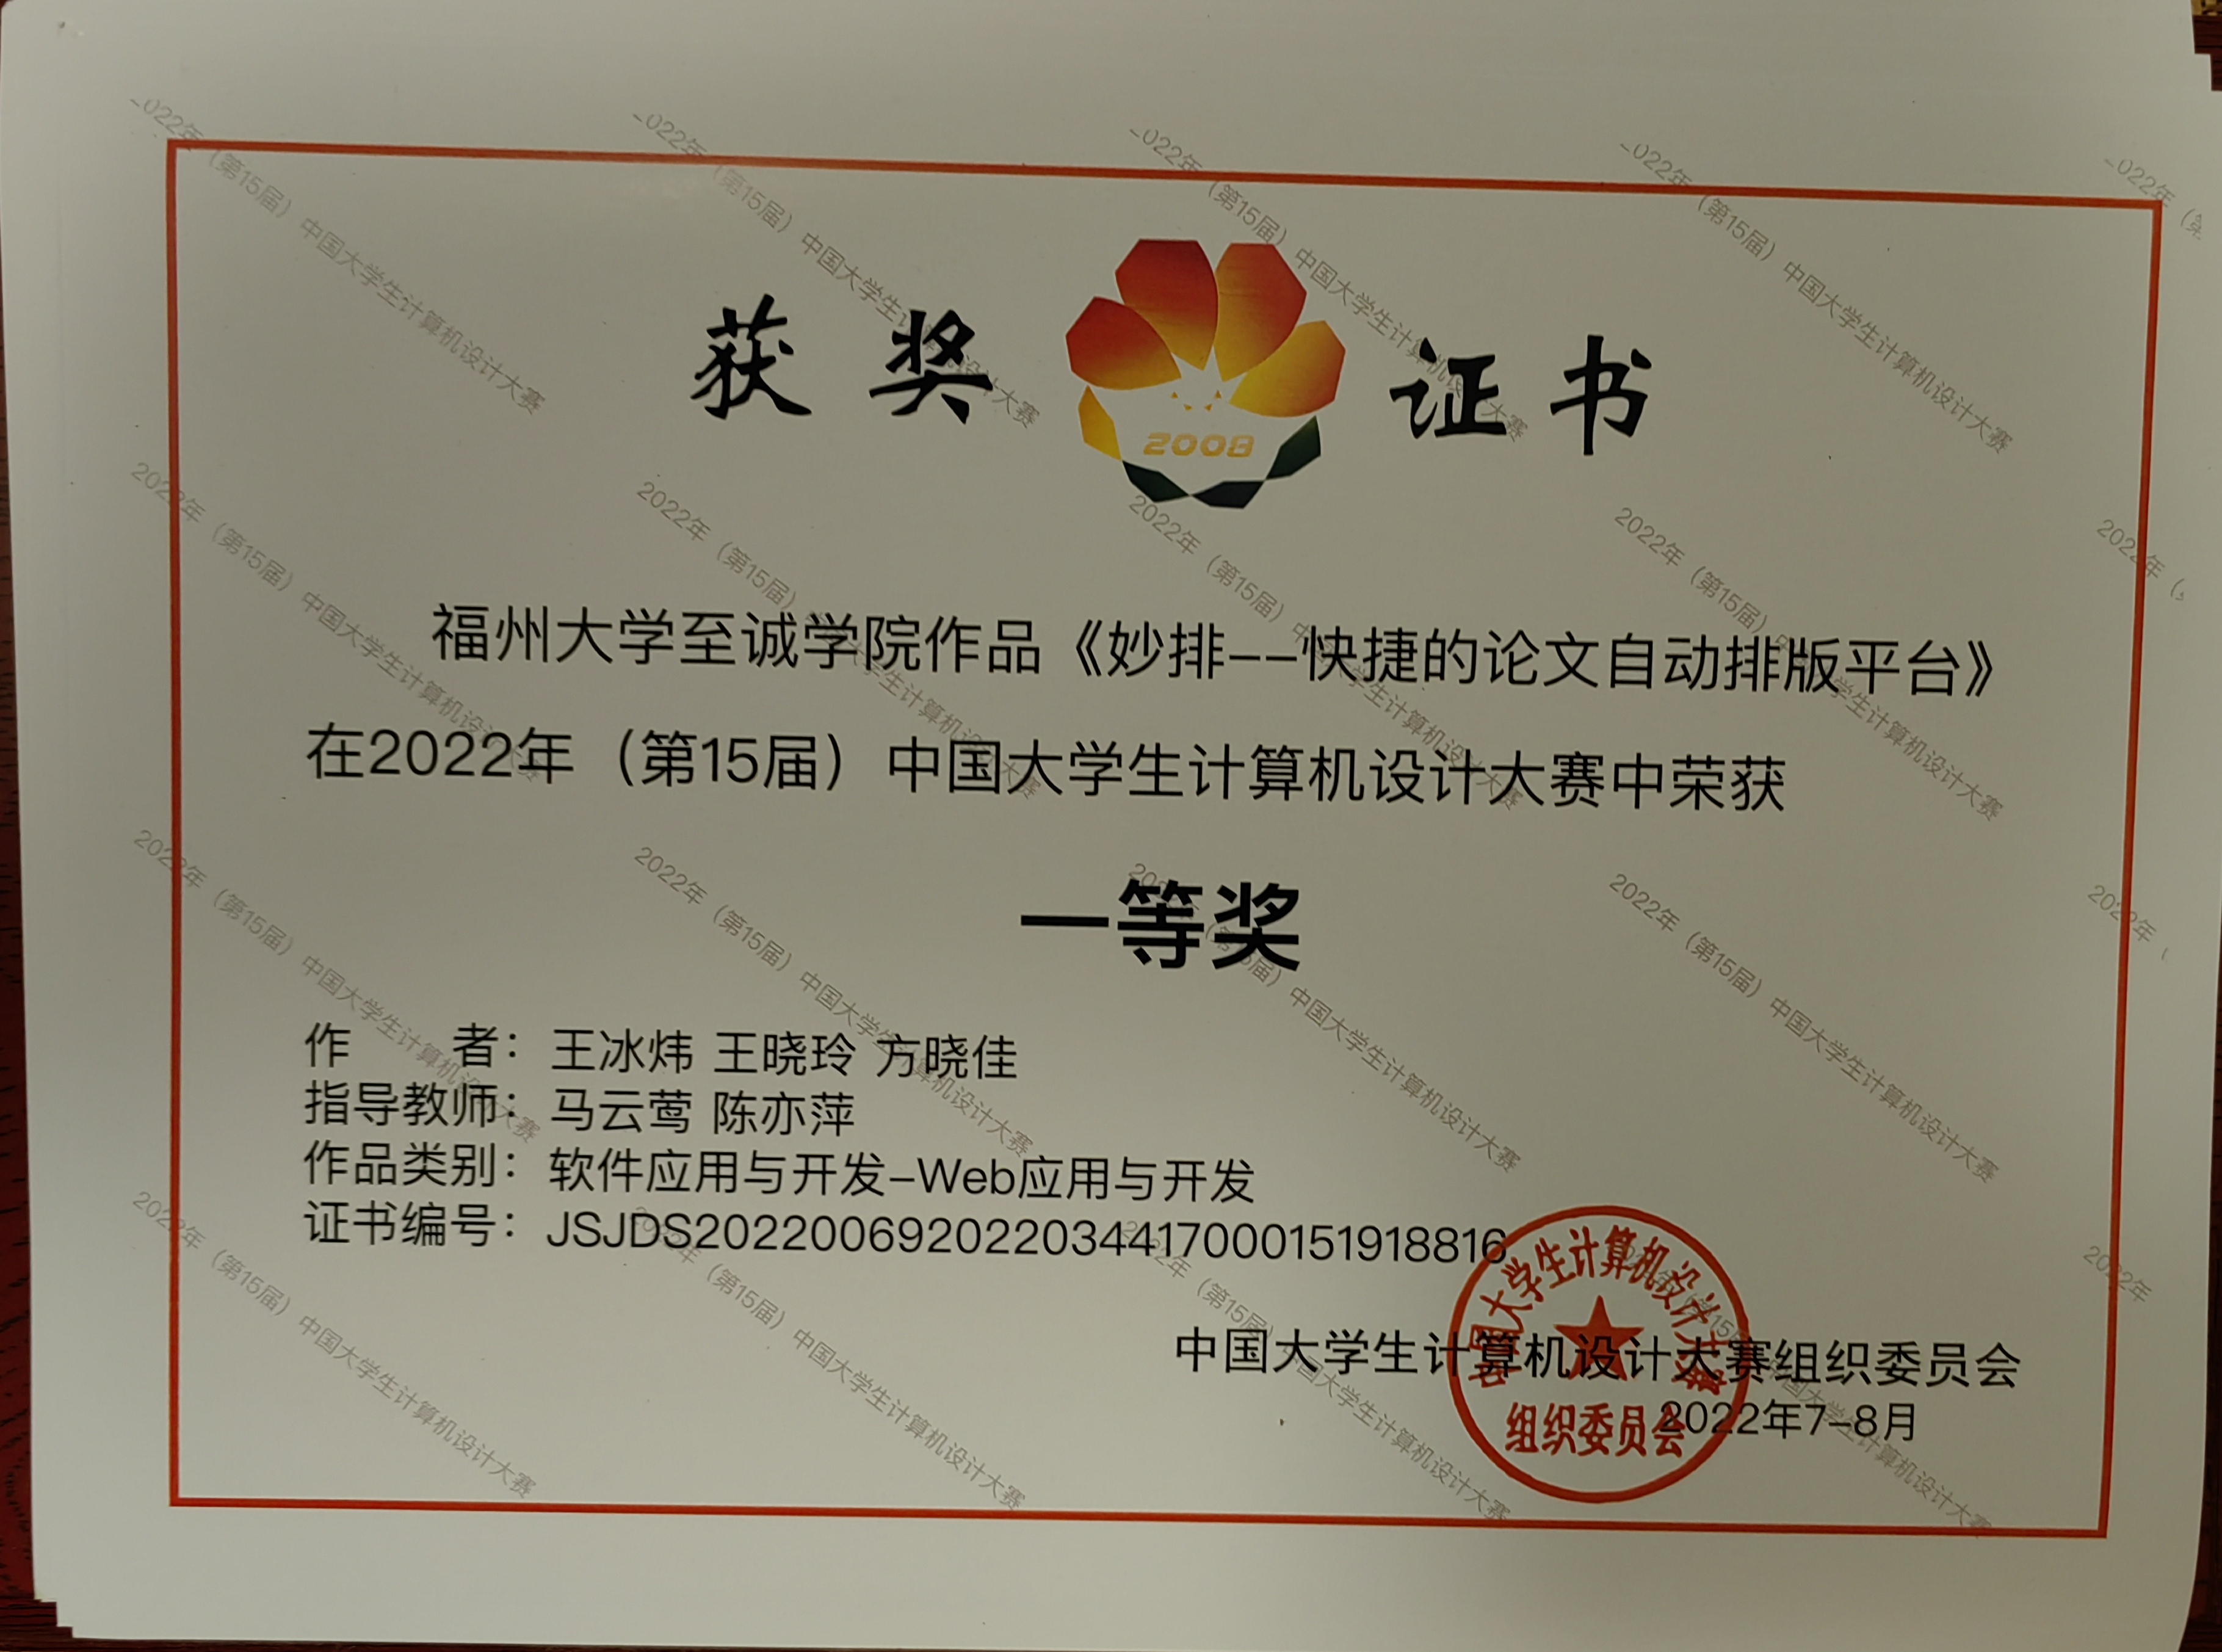 获奖证书
2008
福州大学至诚学院作品《妙排--快捷的论文自动排版平台》
在2022年（第15届）中国大学生计算机设计大赛中荣获
一等奖
作 者：王冰炜 王晓玲 方晓佳
指导教师：马云莺 陈亦萍
作品类别：软件应用与开发-Web应用与开发
证书编号：JSJDS202200692022034417000151918816
中国大学生计算机设计大赛组织委员会
2022年7-8月
中国大学生计算机设计大赛
组织委员会
2022年（第15届）中国大学生计算机设计大赛